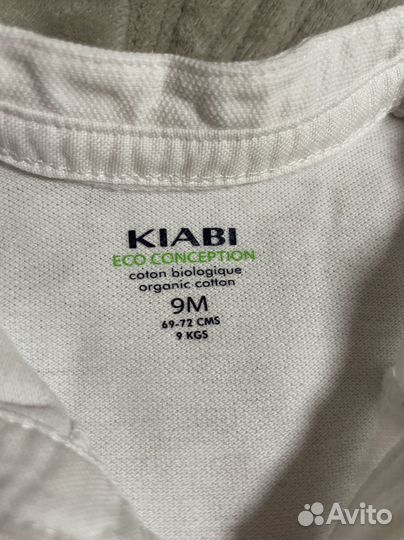 KIABI
ECO CONCEPTION
coton biologique
organic cotton
9M
69-72 CMS
9 KGS
Avito